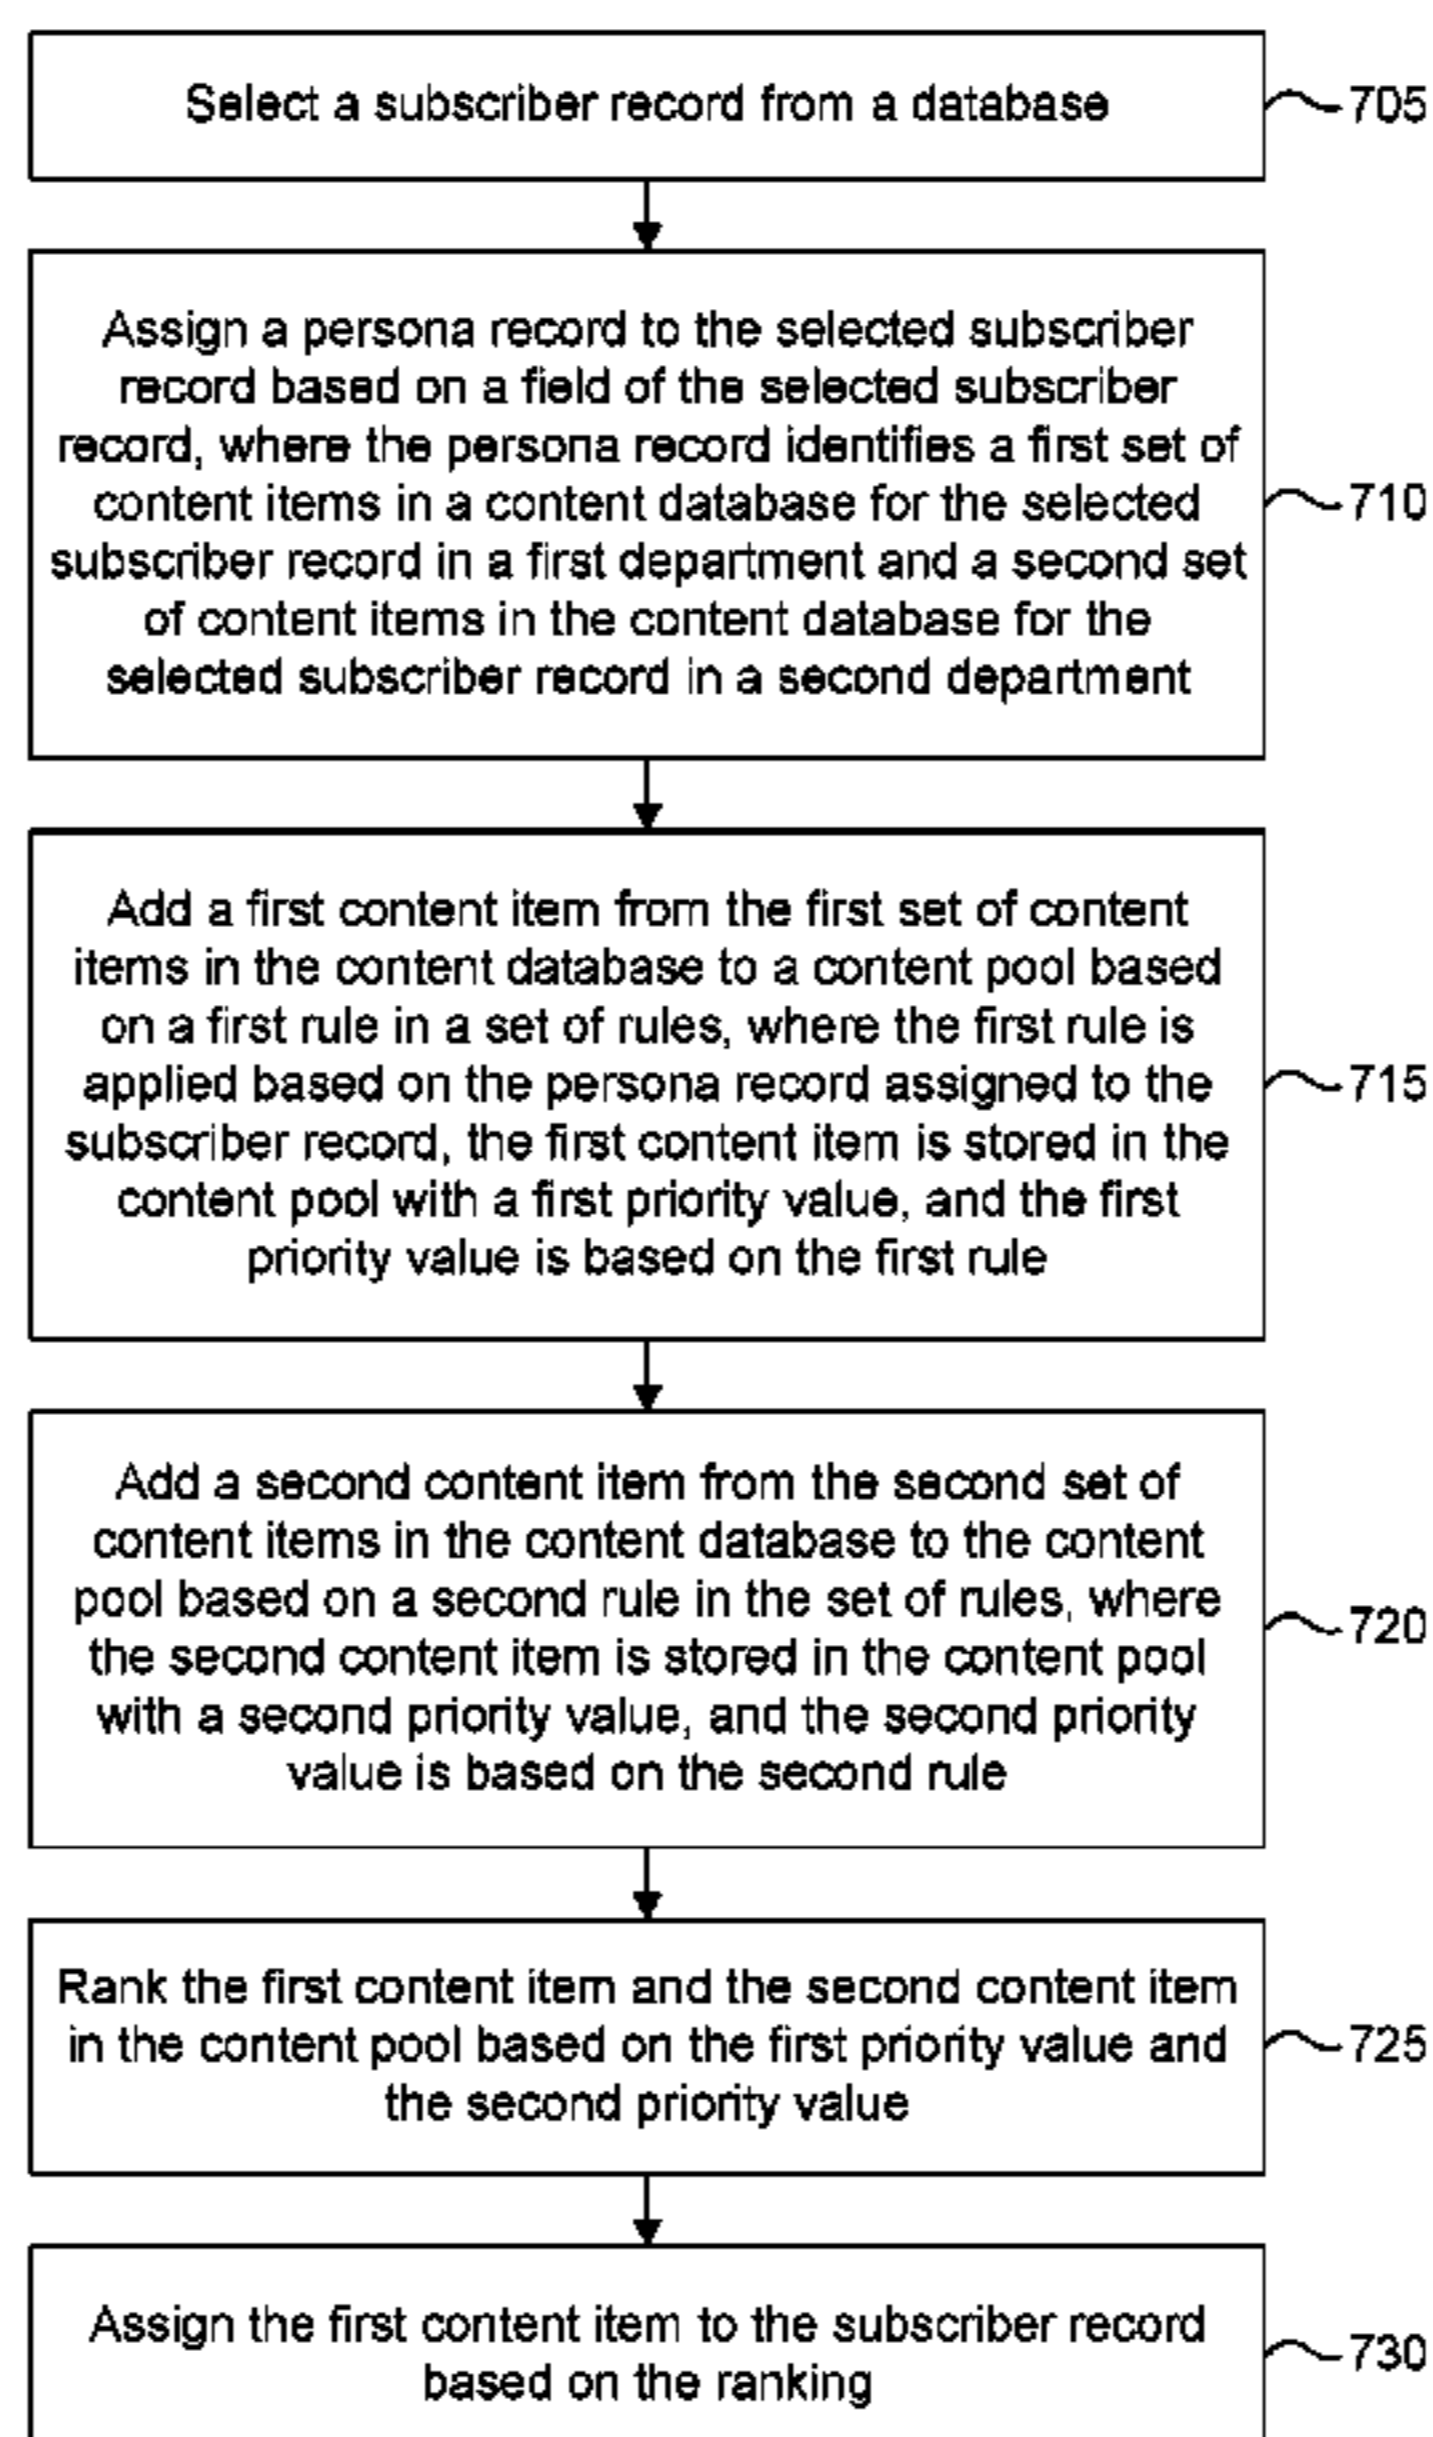 Select a subscriber record from a database
705
Assign a persona record to the selected subscriber
record based on a field of the selected subscriber
record, where the persona record identifies a first set of
content items in a content database for the selected
subscriber record in a first department and a second set
of content items in the content database for the
selected subscriber record in a second department
710
Add a first content item from the first set of content
items in the content database to a content pool based
on a first rule in a set of rules, where the first rule is
applied based on the persona record assigned to the
subscriber record, the first content item is stored in the
content pool with a first priority value, and the first
priority value is based on the first rule
715
Add a second content item from the second set of
content items in the content database to the content
pool based on a second rule in the set of rules, where
the second content item is stored in the content pool
with a second priority value, and the second priority
value is based on the second rule
720
Rank the first content item and the second content item
in the content pool based on the first priority value and
the second priority value
725
Assign the first content item to the subscriber record
based on the ranking
730